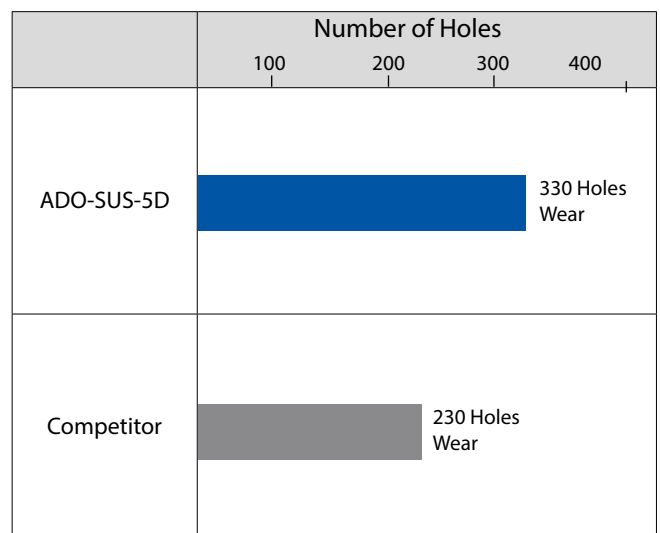 Number of Holes
100 200 300 400
ADO-SUS-5D
330 Holes
Wear
Competitor
230 Holes
Wear